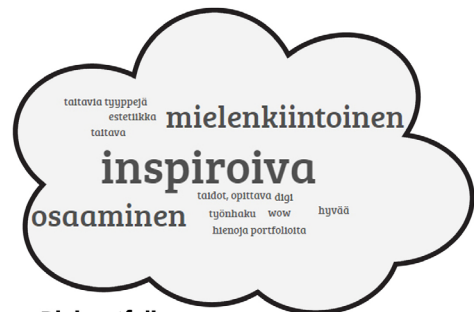 taitavia tyyppejä
estetiikka
taitava
mielenkiintoinen
inspiroiva
taidot, opittava digi
osaaminen
työnhaku wow hyvää
hienoja portfolioita